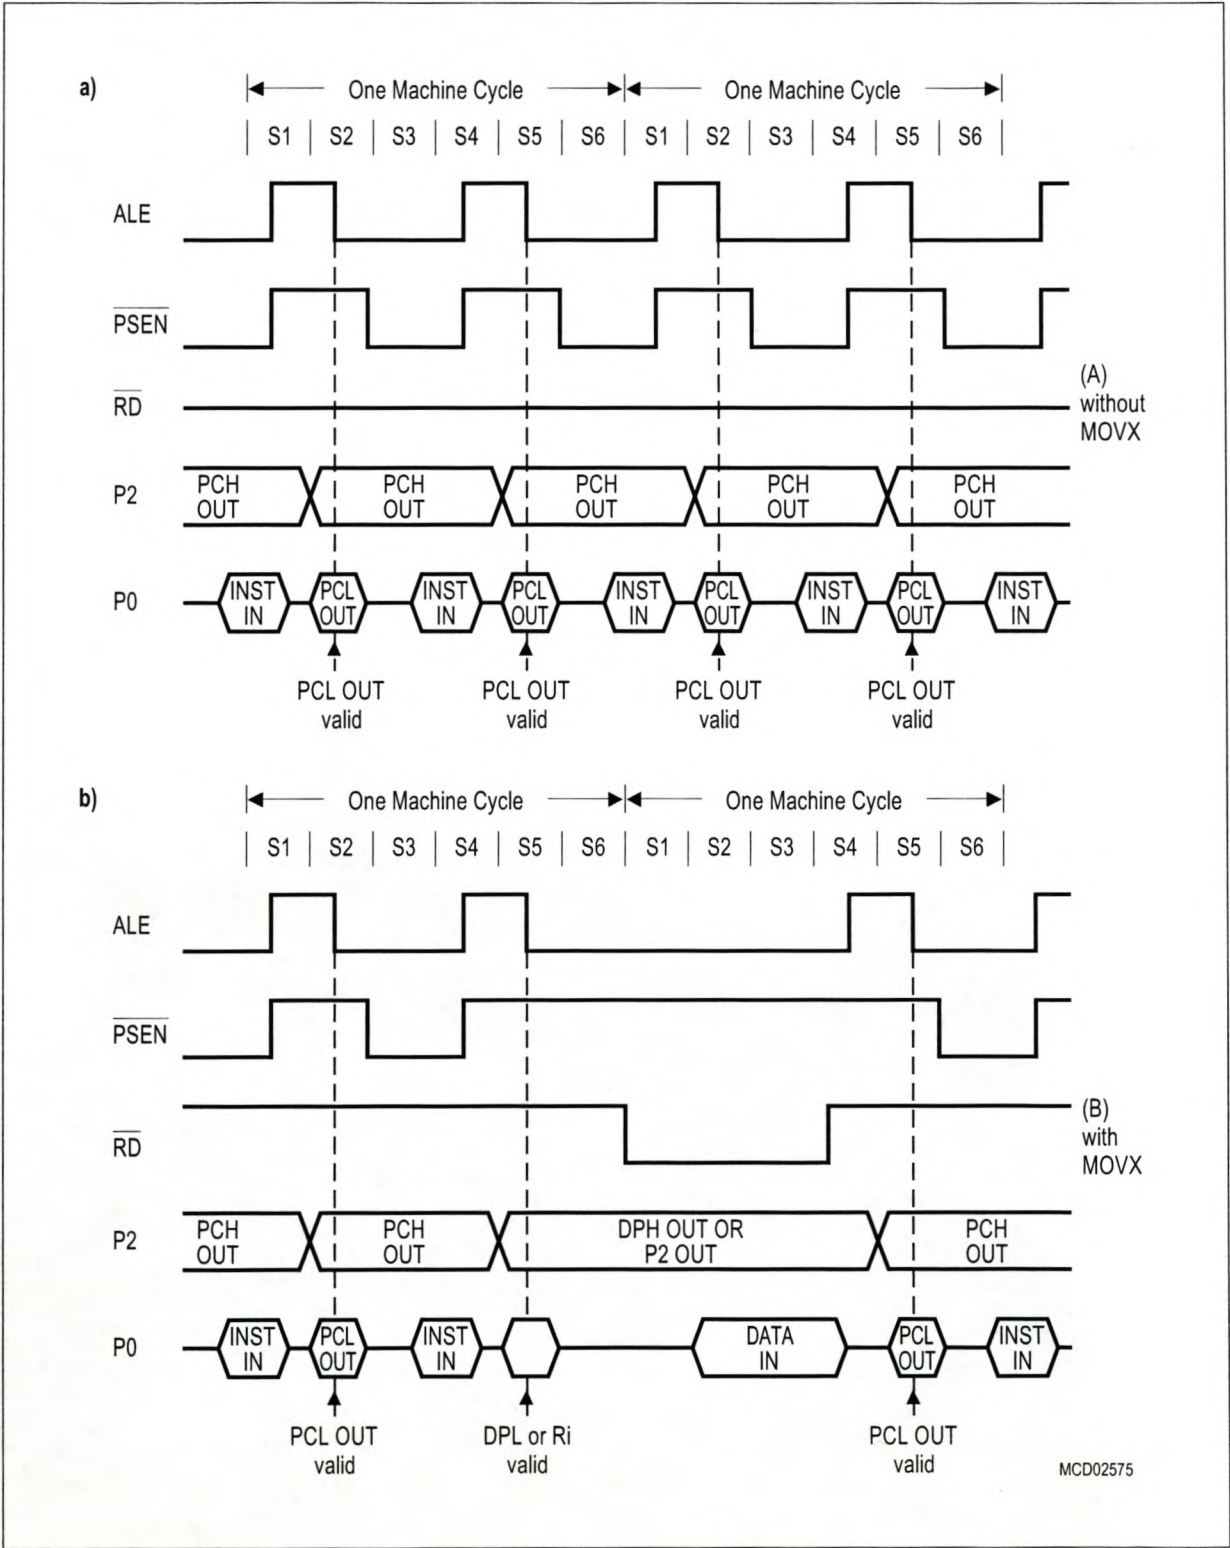 a)
One Machine Cycle One Machine Cycle
S1 S2 S3 S4 S5 S6 S1 S2 S3 S4 S5 S6
ALE
PSEN
RD
(A)
without
MOVX
P2
PCH OUT PCH OUT PCH OUT PCH OUT PCH OUT
P0
INST IN PCL OUT INST IN PCL OUT INST IN PCL OUT INST IN PCL OUT INST IN
PCL OUT valid PCL OUT valid PCL OUT valid PCL OUT valid
b)
One Machine Cycle One Machine Cycle
S1 S2 S3 S4 S5 S6 S1 S2 S3 S4 S5 S6
ALE
PSEN
RD
(B)
with
MOVX
P2
PCH OUT PCH OUT DPH OUT OR P2 OUT PCH OUT
P0
INST IN PCL OUT INST IN DATA IN PCL OUT INST IN
PCL OUT valid DPL or Ri valid PCL OUT valid
MCD02575